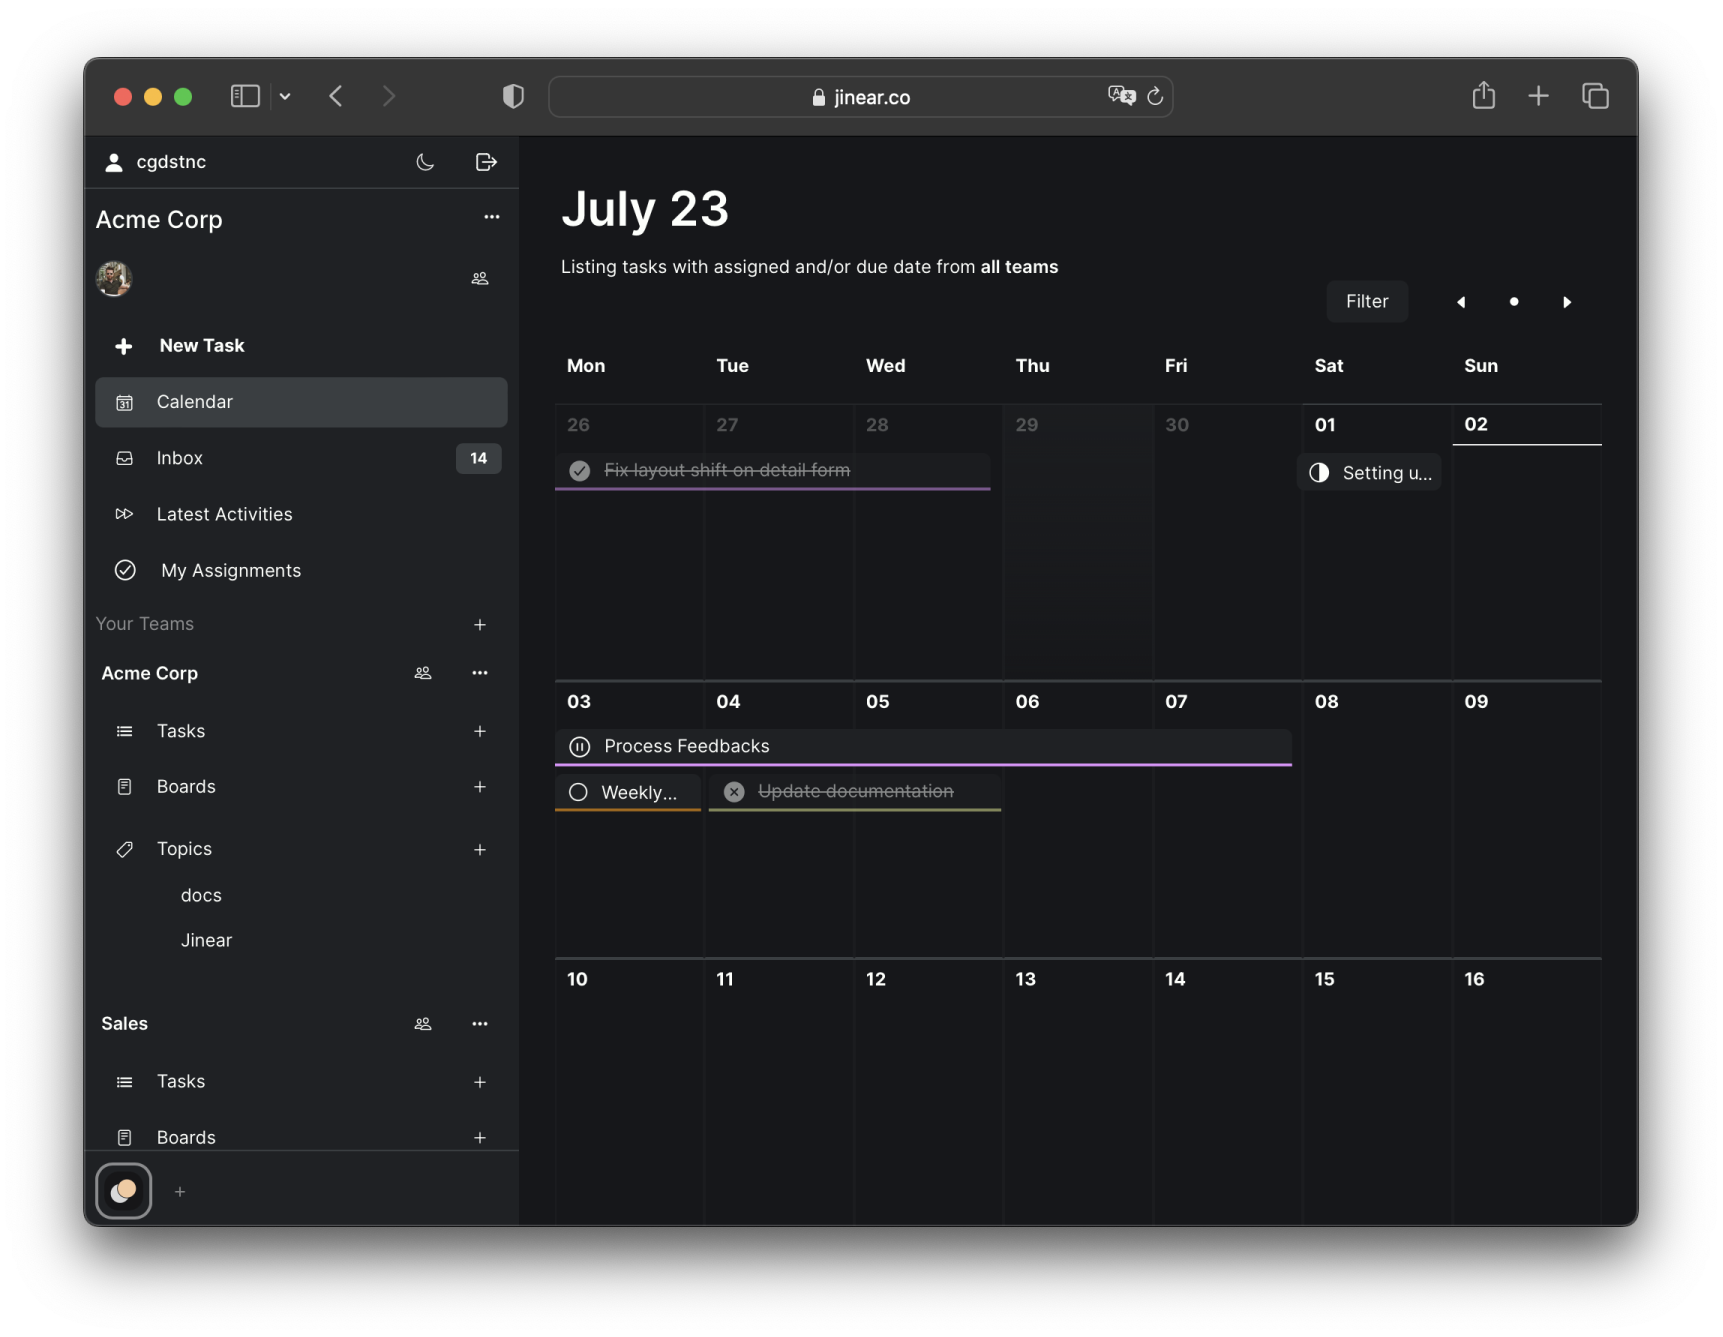 jinear.co
cgdstnc
Acme Corp
New Task
Calendar
Inbox 14
Latest Activities
My Assignments
Your Teams
Acme Corp
Tasks
Boards
Topics
docs
Jinear
Sales
Tasks
Boards
July 23
Listing tasks with assigned and/or due date from all teams
Filter
Mon Tue Wed Thu Fri Sat Sun
26 27 28 29 30 01 02
Fix layout shift on detail form
Setting u...
03 04 05 06 07 08 09
Process Feedbacks
Weekly... Update documentation
10 11 12 13 14 15 16